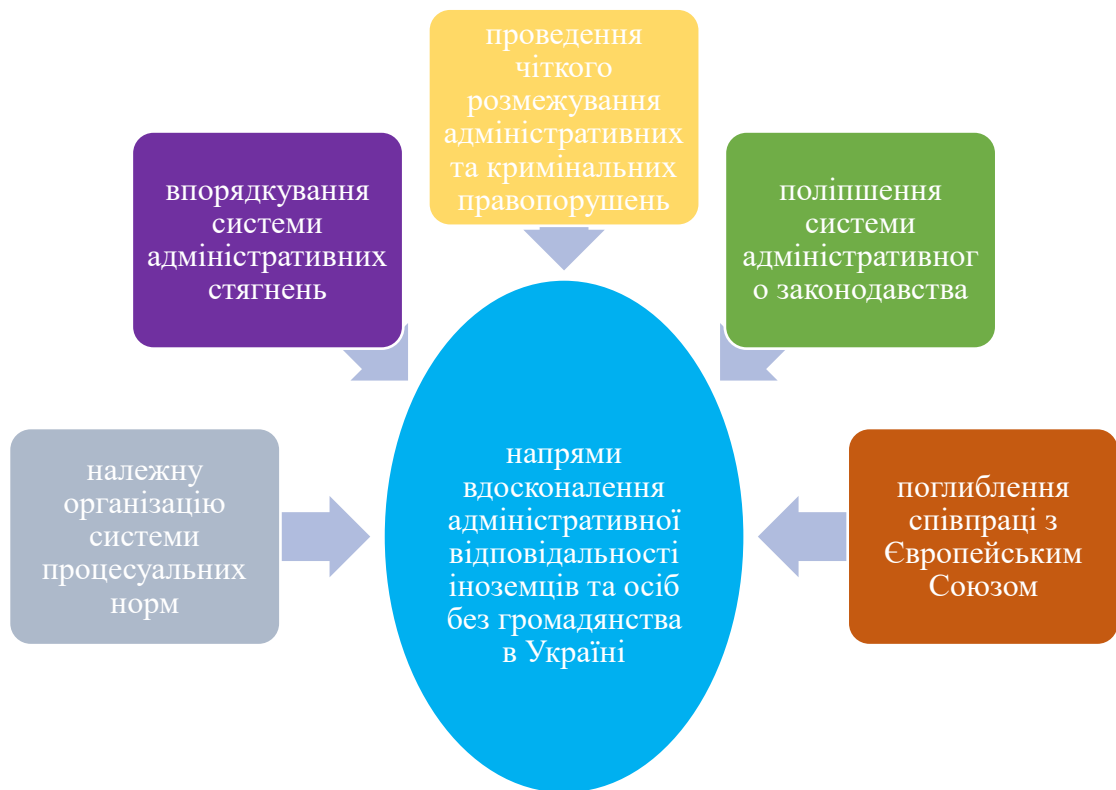 проведення
чіткого
розмежування
адміністративних
та кримінальних
правопорушень
впорядкування
системи
адміністративних
стягнень
поліпшення
системи
адміністративног
о законодавства
належну
організацію
системи
процесуальних
норм
напрями
вдосконалення
адміністративної
відповідальності
іноземців та осіб
без громадянства
в Україні
поглиблення
співпраці з
Європейським
Союзом